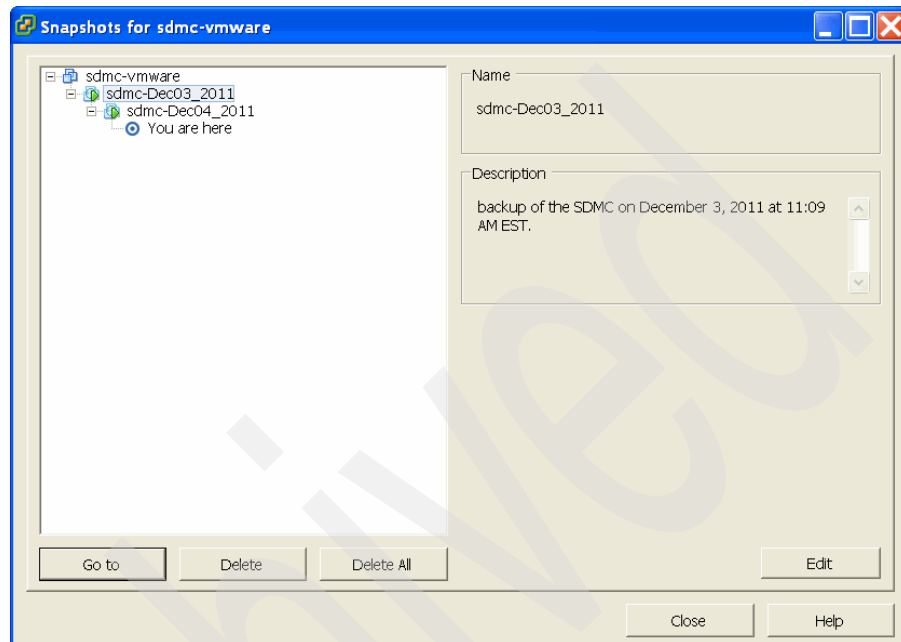 Snapshots for sdmc-vmware
sdmc-vmware
sdmc-Dec03_2011
sdmc-Dec04_2011
You are here
Name
sdmc-Dec03_2011
Description
backup of the SDMC on December 3, 2011 at 11:09
AM EST.
Go to
Delete
Delete All
Edit
Close
Help